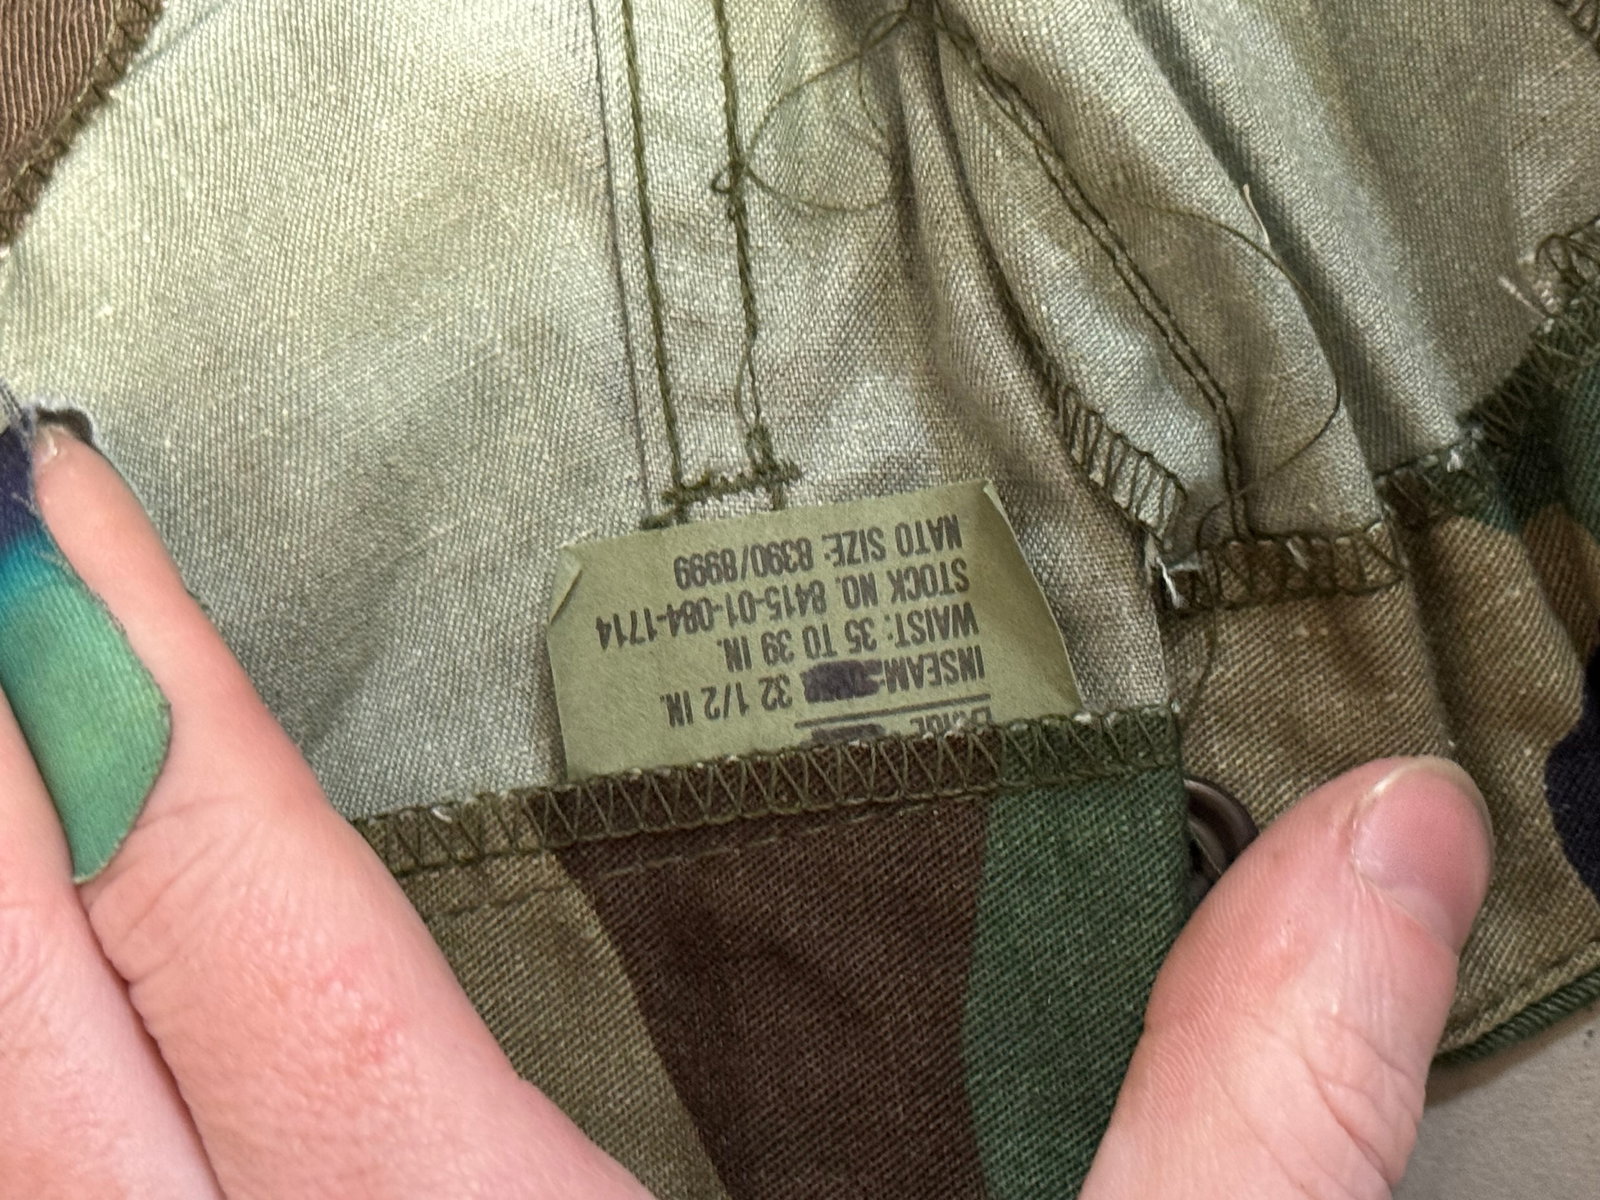 INSEAM: 32 1/2 IN.
WAIST: 35 TO 39 IN.
STOCK NO. 8415-01-084-1714
NATO SIZE: 8390/8999